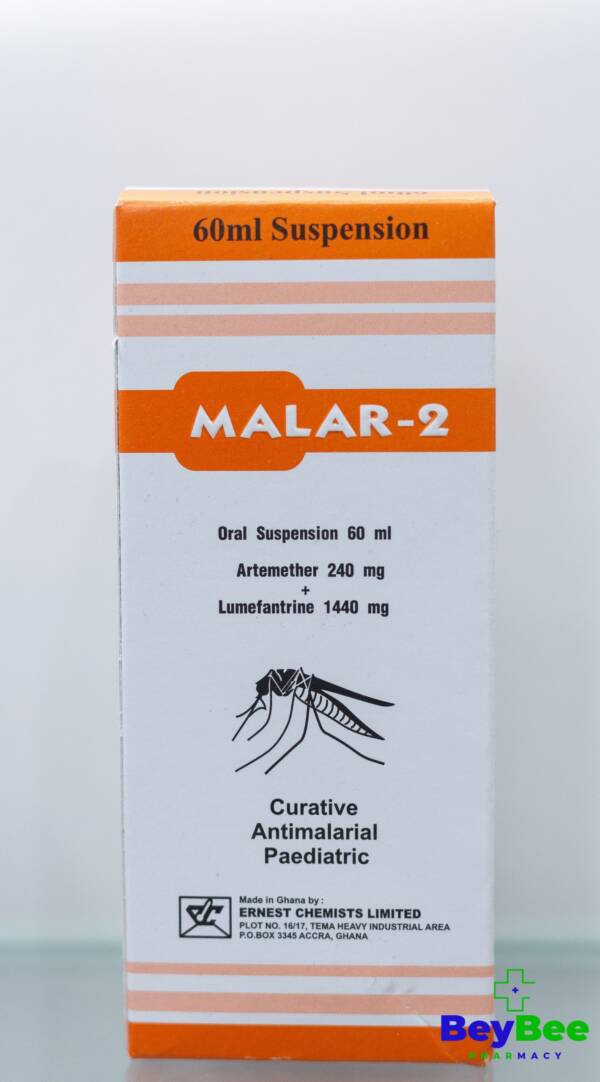 60ml Suspension
60ml Suspension
MALAR-2
Oral Suspension 60 ml
Artemether 240 mg
+
Lumefantrine 1440 mg
Curative
Antimalarial
Paediatric
Made in Ghana by :
ERNEST CHEMISTS LIMITED
PLOT NO. 16/17, TEMA HEAVY INDUSTRIAL AREA
P.O.BOX 3345 ACCRA, GHANA
BeyBee
PHARMACY